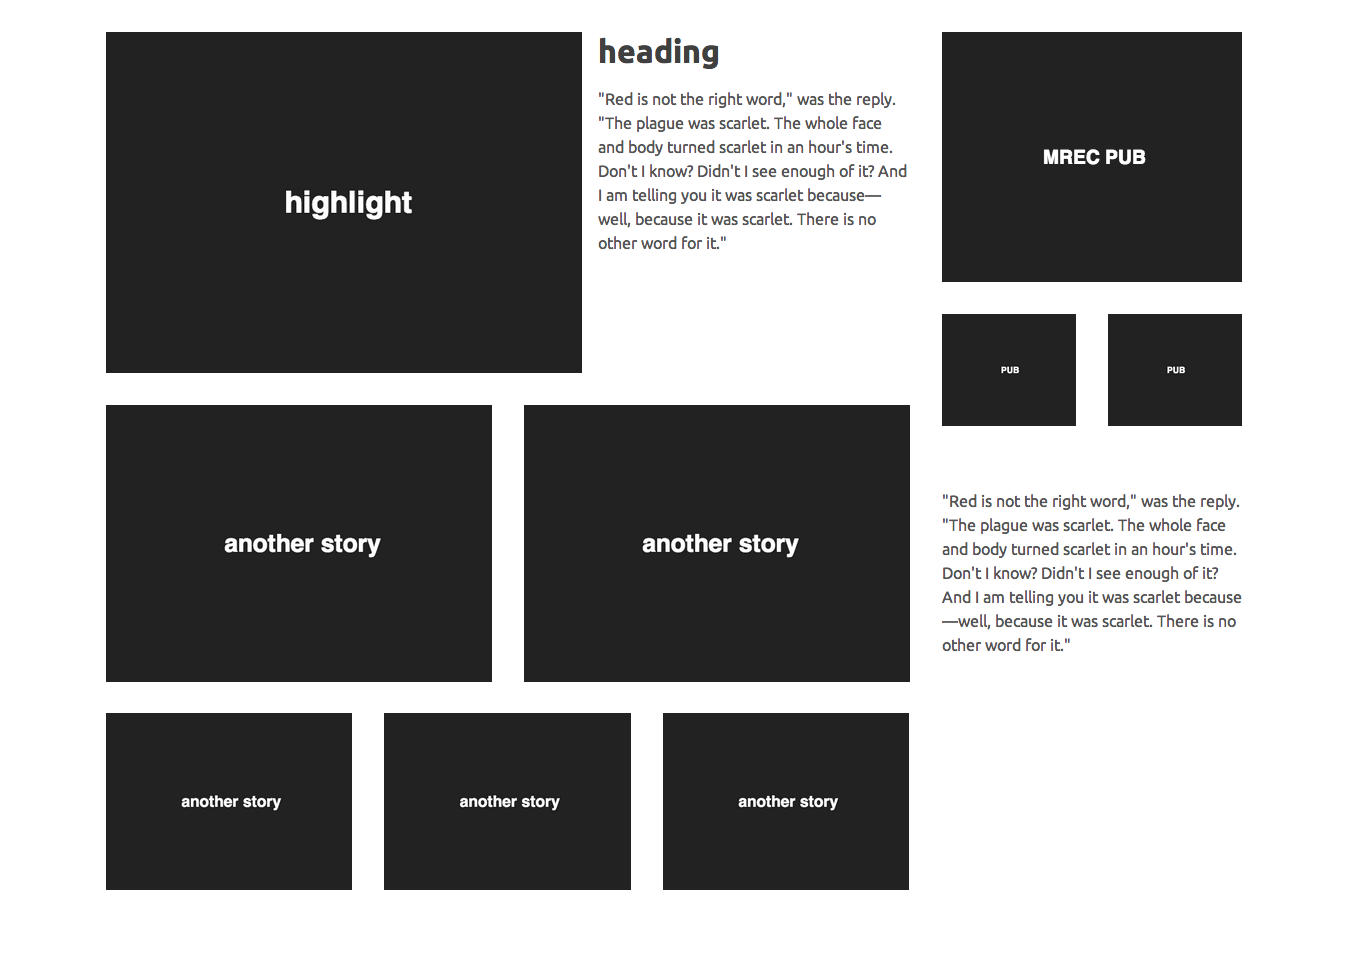 highlight
heading
"Red is not the right word," was the reply.
"The plague was scarlet. The whole face
and body turned scarlet in an hour's time.
Don't I know? Didn't I see enough of it? And
I am telling you it was scarlet because—
well, because it was scarlet. There is no
other word for it."
another story
another story
another story
another story
another story
MREC PUB
PUB
PUB
"Red is not the right word," was the reply.
"The plague was scarlet. The whole face
and body turned scarlet in an hour's time.
Don't I know? Didn't I see enough of it?
And I am telling you it was scarlet because
—well, because it was scarlet. There is no
other word for it."